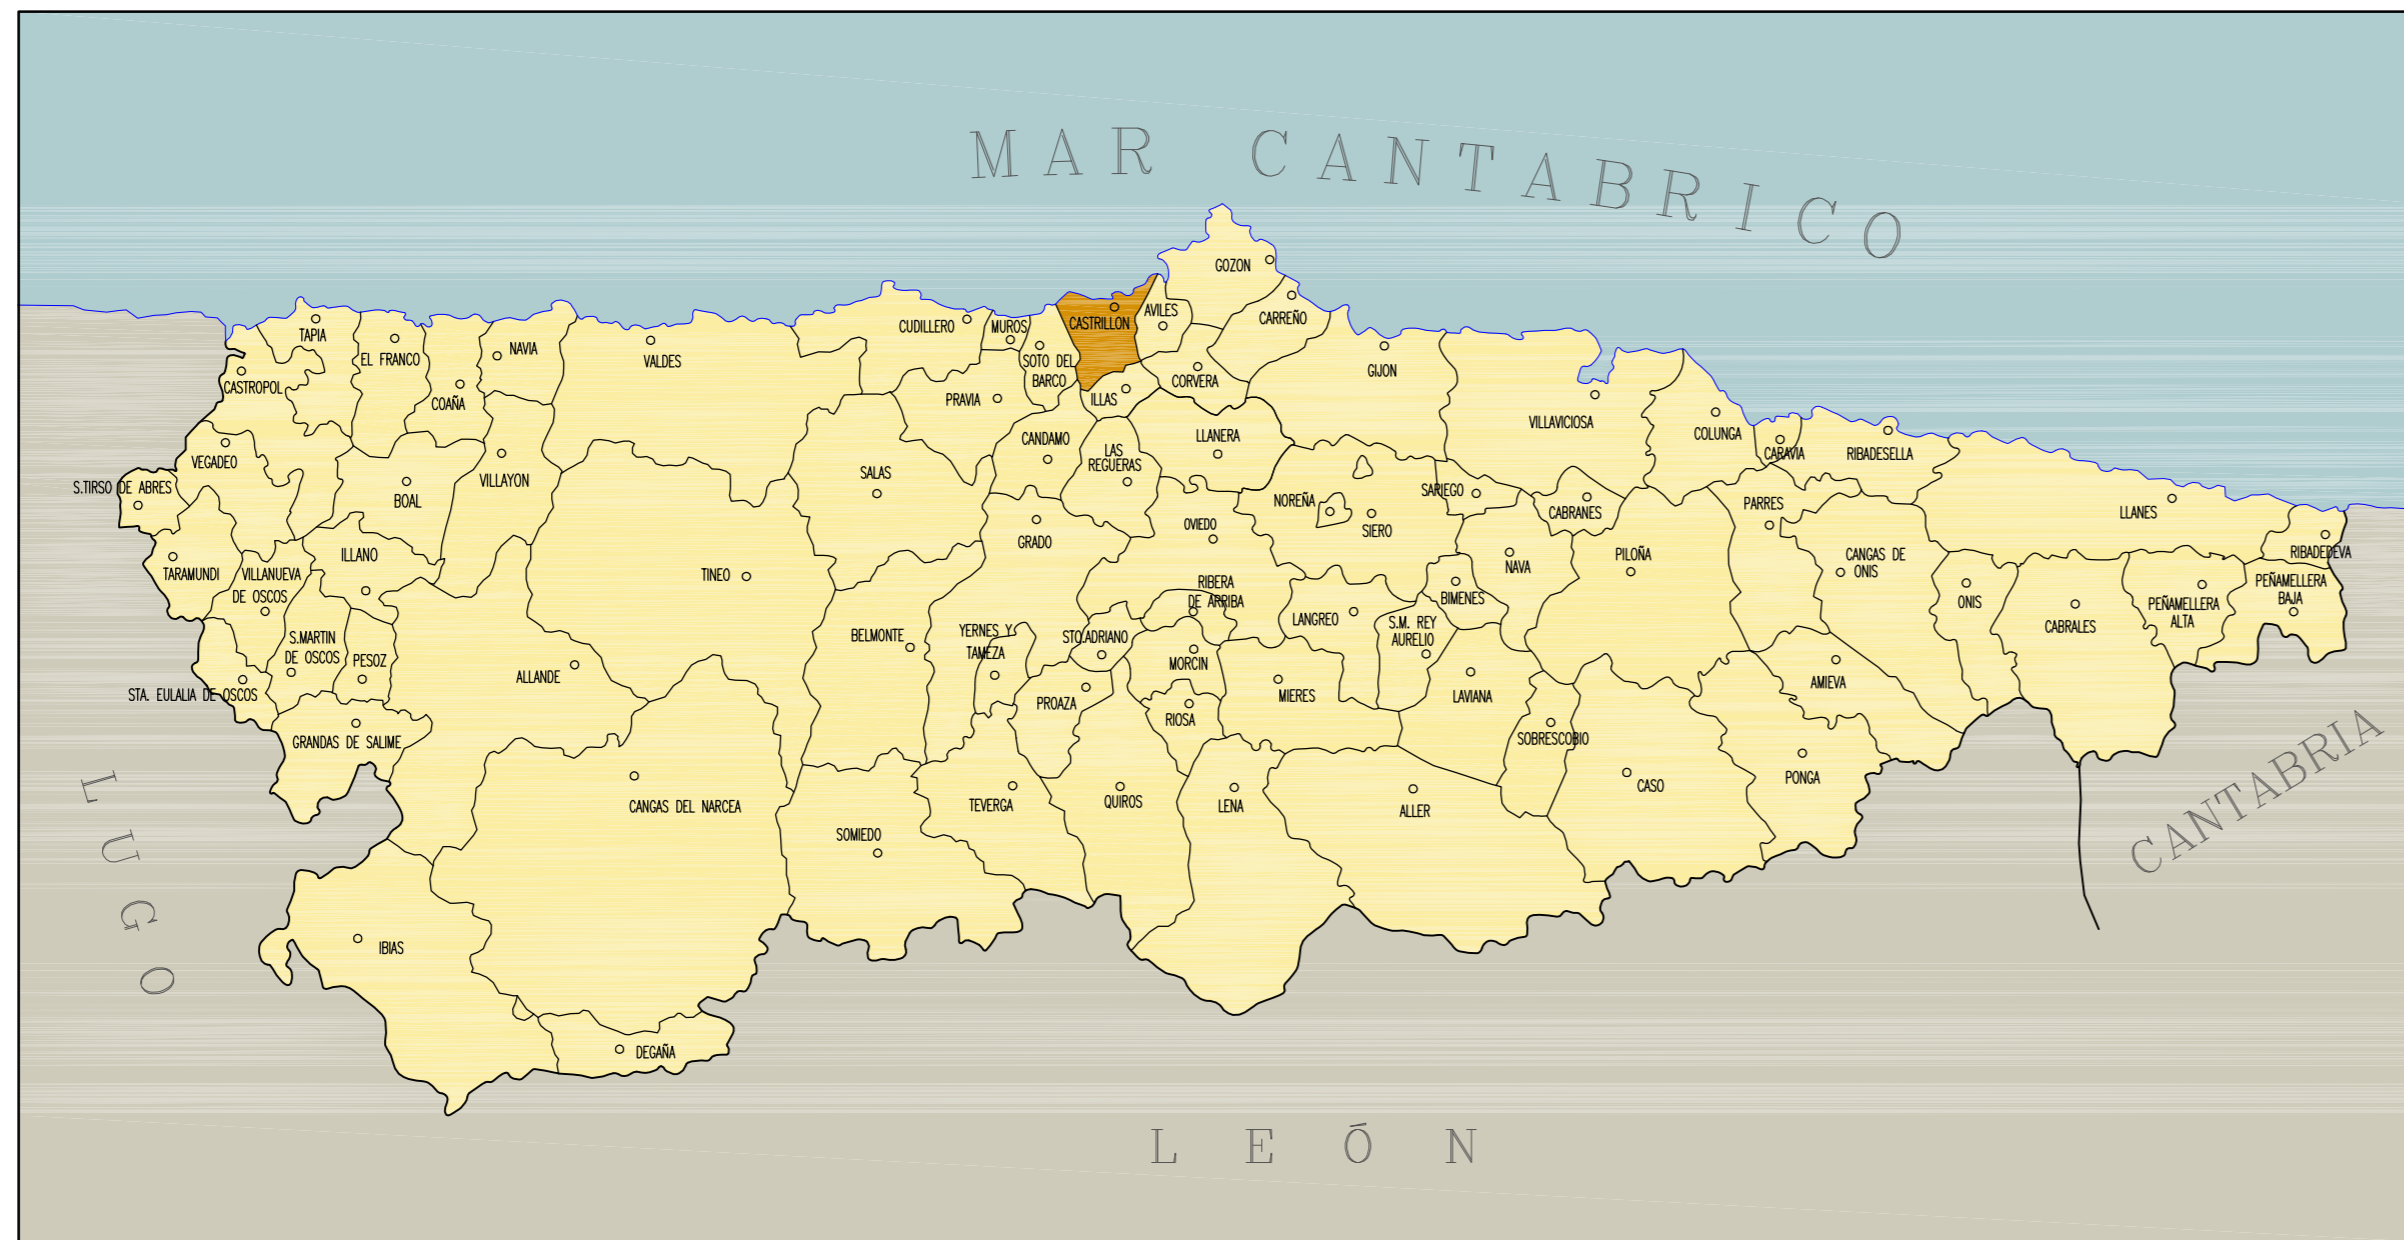 MAR CANTABRICO
GOZON
CASTRILLON
AVILES
CARREÑO
TAPIA
EL FRANCO
NAVIA
VALDES
CUDILLERO
MUROS
SOTO DEL
BARCO
CASTROPOL
COAÑA
PRAVIA
ILLAS
CORVERA
GIJON
VILLAVICIOSA
COLUNGA
CARAVIA
RIBADESELLA
VEGADEO
S.TIRSO DE ABRES
BOAL
VILLAYON
SALAS
CANDAMO
LAS
REGUERAS
LLANERA
NOREÑA
SIERO
SARIEGO
CABRANES
PARRES
LLANES
RIBADEDEVA
TARAMUNDI
VILLANUEVA
DE OSCOS
ILLANO
TINEO
GRADO
OVIEDO
NAVA
PILOÑA
CANGAS DE
ONIS
ONIS
CABRALES
PEÑAMELLERA
ALTA
PEÑAMELLERA
BAJA
S.MARTIN
DE OSCOS
PESOZ
STA. EULALIA DE OSCOS
ALLANDE
BELMONTE
YERNES Y
TAMEZA
STO.ADRIANO
RIBERA
DE ARRIBA
MORCIN
LANGREO
S.M. REY
AURELIO
BIMENES
GRANDAS DE SALIME
PROAZA
RIOSA
MIERES
LAVIANA
SOBRESCOBIO
AMIEVA
CANGAS DEL NARCEA
SOMIEDO
TEVERGA
QUIROS
LENA
ALLER
CASO
PONGA
LUGO
CANTABRIA
IBIAS
DEGAÑA
LEÓN